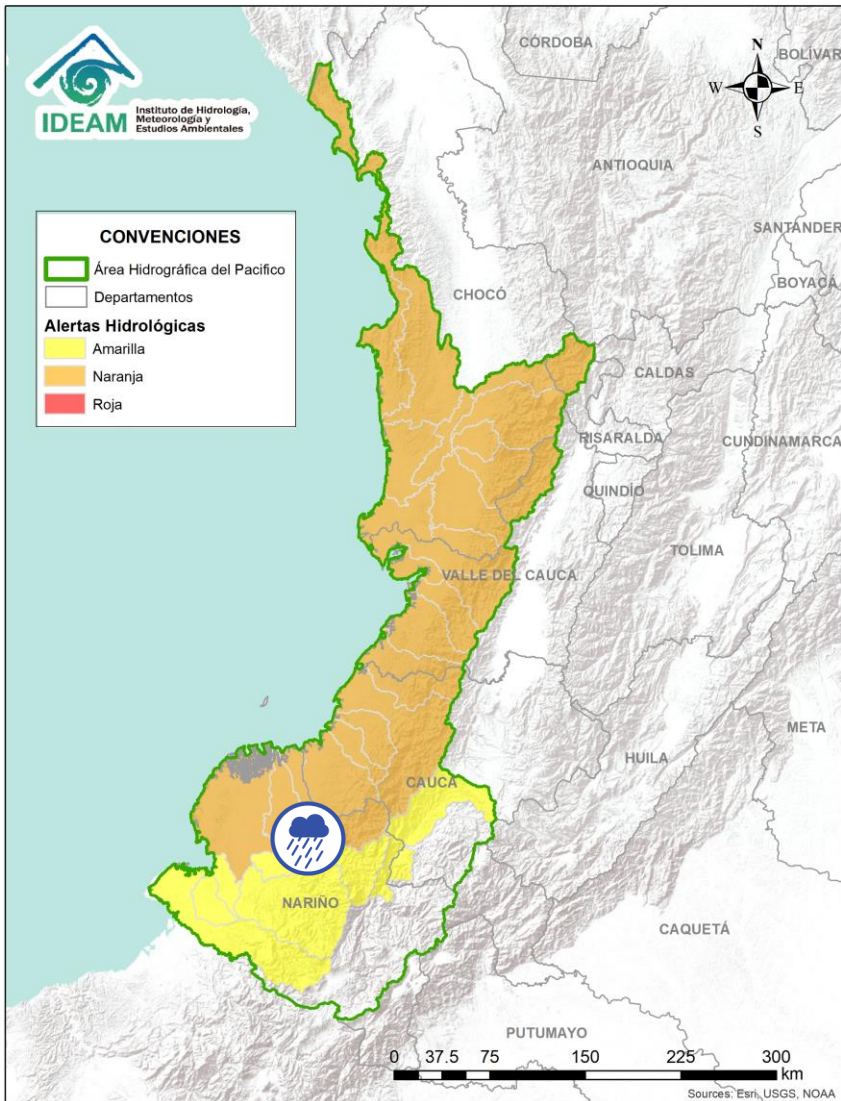 IDEAM
Instituto de Hidrología,
Meteorología y
Estudios Ambientales
CÓRDOBA
BOLÍVAR
N
W
E
S
ANTIOQUIA
SANTANDER
BOYACÁ
CONVENCIONES
Área Hidrográfica del Pacifico
Departamentos
Alertas Hidrológicas
Amarilla
Naranja
Roja
CHOCÓ
CALDAS
RISARALDA
CUNDINAMARCA
QUINDÍO
TOLIMA
VALLE DEL CAUCA
META
HUILA
CAUCA
NARIÑO
CAQUETÁ
PUTUMAYO
0 37.5 75 150 225 300
km
Sources: Esri, USGS, NOAA